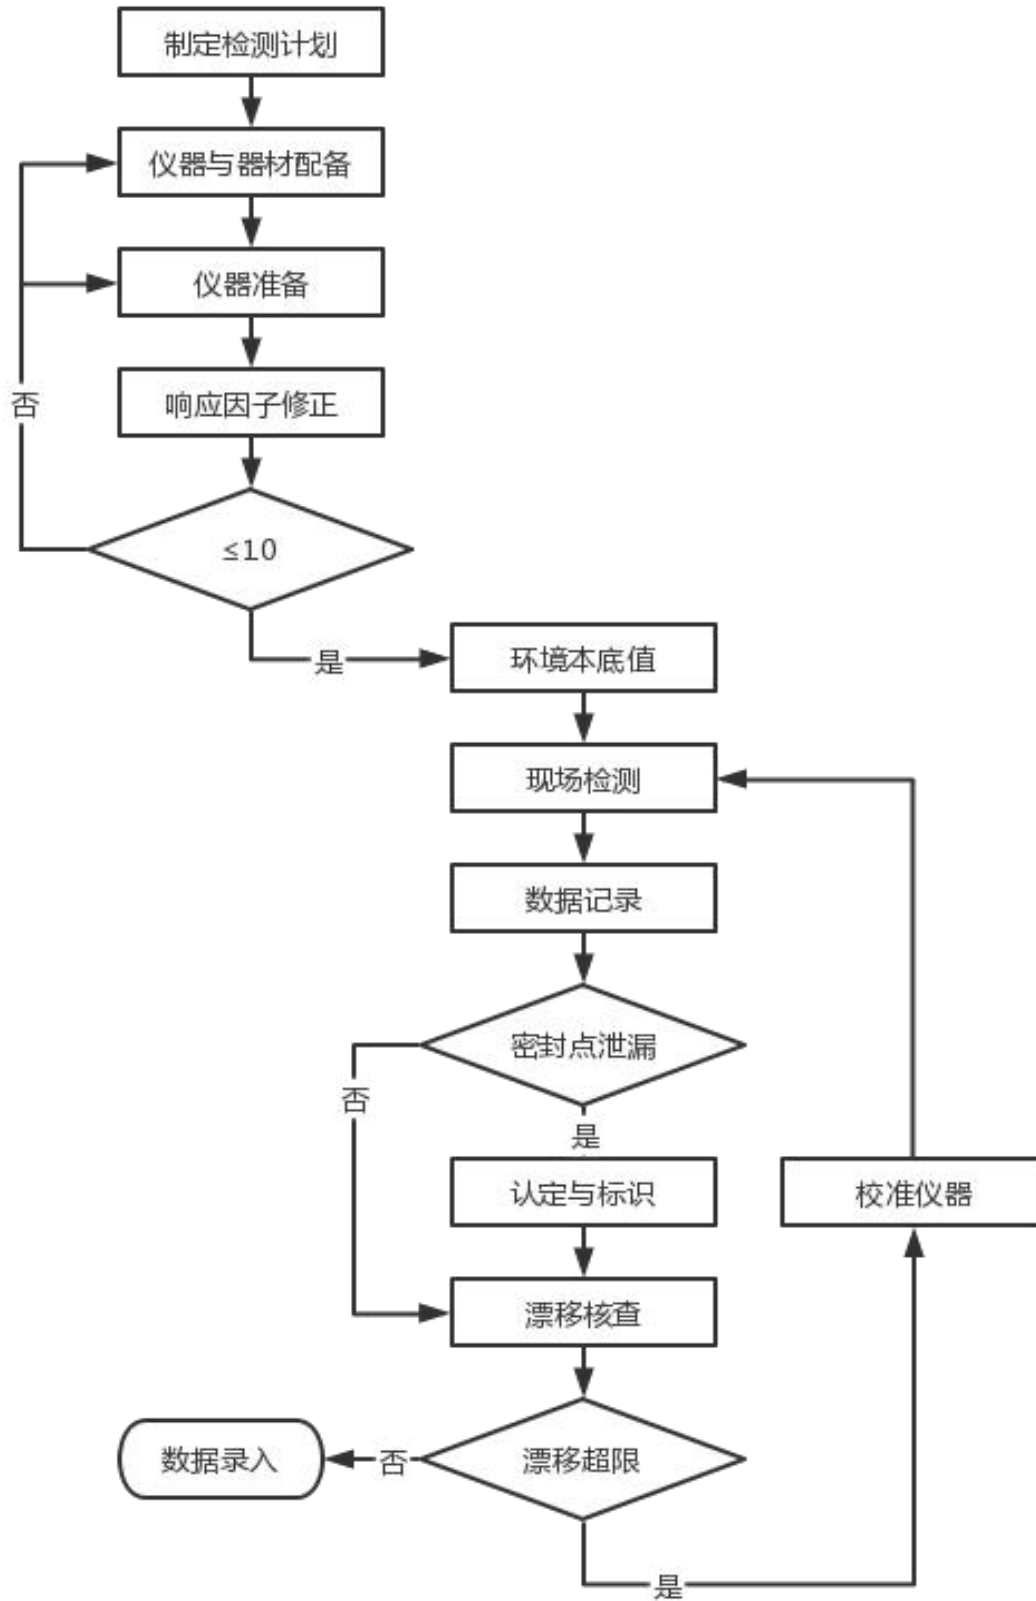 制定检测计划
仪器与器材配备
仪器准备
否
响应因子修正
≤10
是
环境本底值
现场检测
数据记录
密封点泄漏
否
是
认定与标识
校准仪器
漂移核查
数据录入
否
漂移超限
是